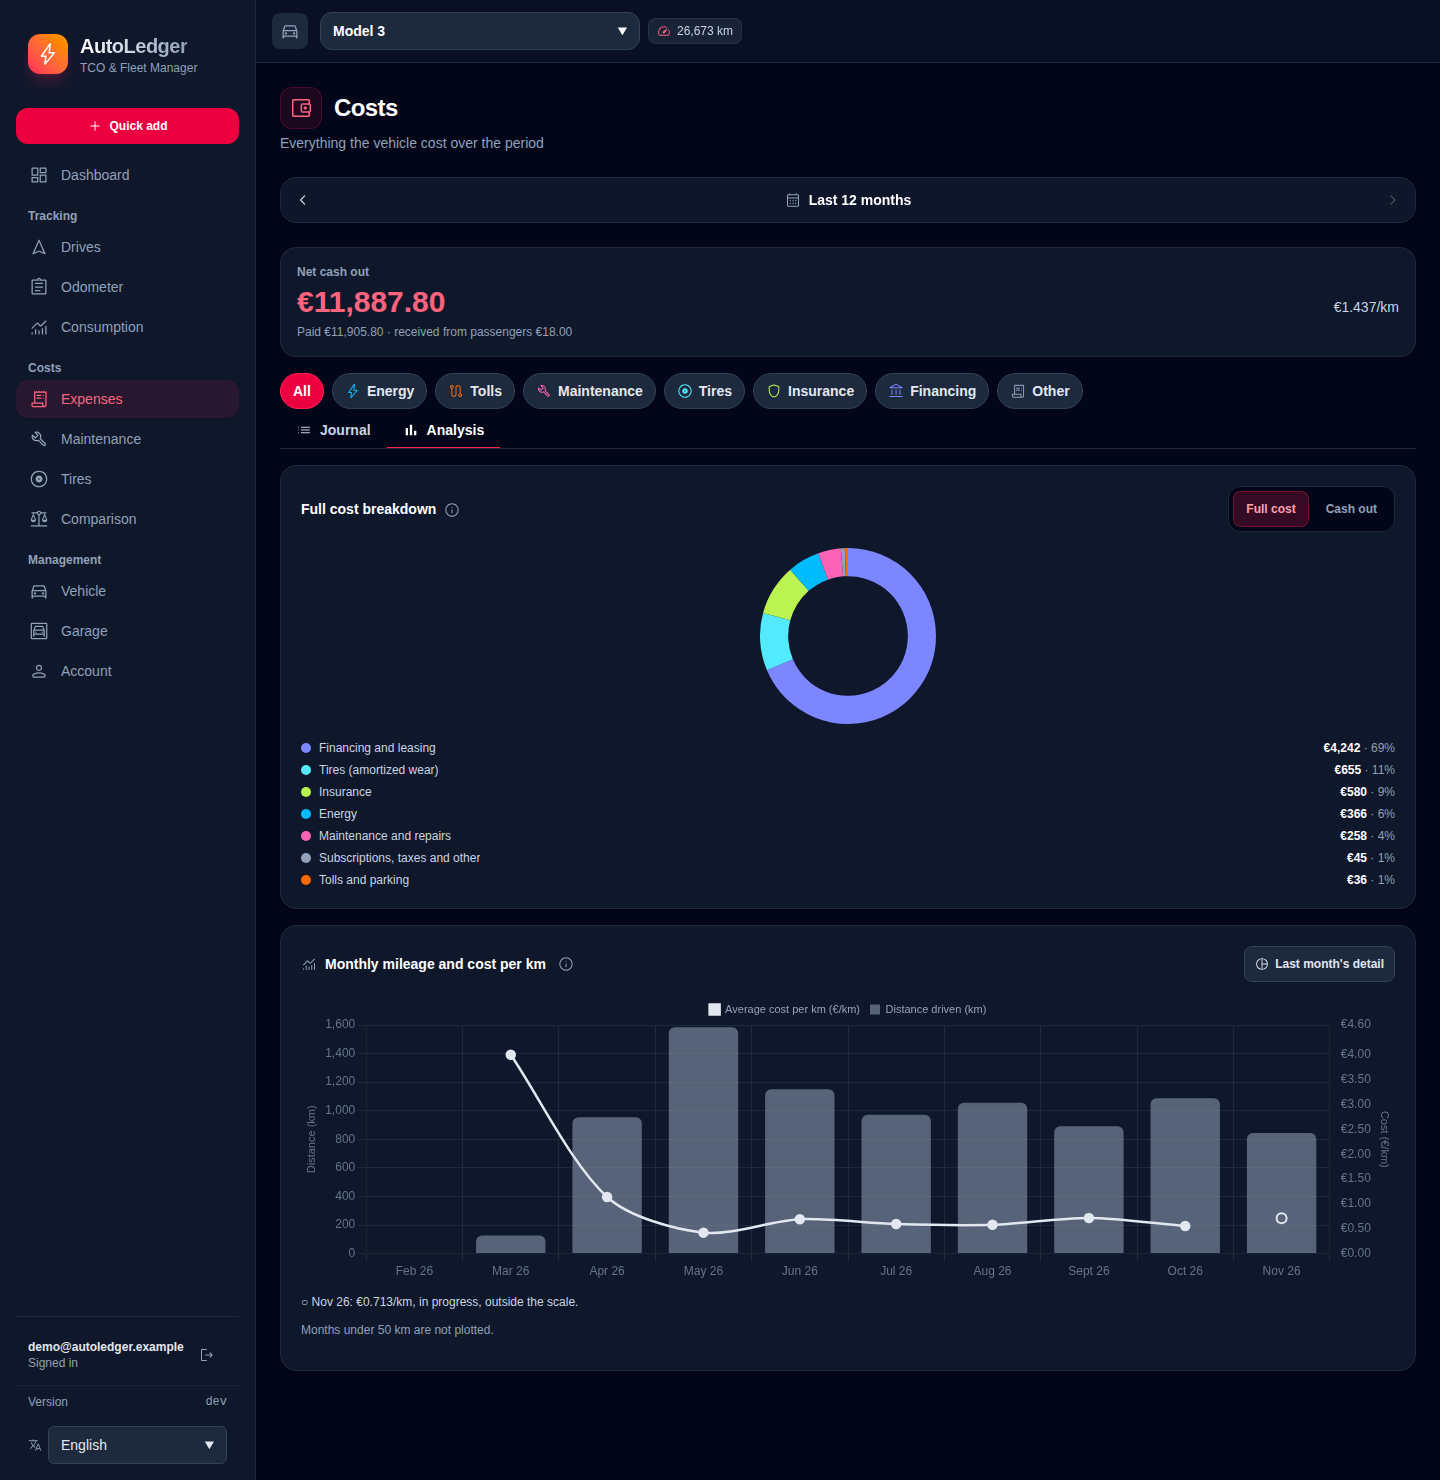 AutoLedger
TCO & Fleet Manager
Quick add
Dashboard
Tracking
Drives
Odometer
Consumption
Costs
Expenses
Maintenance
Tires
Comparison
Management
Vehicle
Garage
Account
demo@autoledger.example
Signed in
Version dev
English
Model 3
26,673 km
Costs
Everything the vehicle cost over the period
Last 12 months
Net cash out
€11,887.80
€1.437/km
Paid €11,905.80 · received from passengers €18.00
All Energy Tolls Maintenance Tires Insurance Financing Other
Journal Analysis
Full cost breakdown
Full cost Cash out
Financing and leasing €4,242 · 69%
Tires (amortized wear) €655 · 11%
Insurance €580 · 9%
Energy €366 · 6%
Maintenance and repairs €258 · 4%
Subscriptions, taxes and other €45 · 1%
Tolls and parking €36 · 1%
Monthly mileage and cost per km
Last month's detail
Average cost per km (€/km) Distance driven (km)
Distance (km)
1,600
1,400
1,200
1,000
800
600
400
200
0
€4.60
€4.00
€3.50
€3.00
€2.50
€2.00
€1.50
€1.00
€0.50
€0.00
Cost (€/km)
Feb 26 Mar 26 Apr 26 May 26 Jun 26 Jul 26 Aug 26 Sept 26 Oct 26 Nov 26
○ Nov 26: €0.713/km, in progress, outside the scale.
Months under 50 km are not plotted.